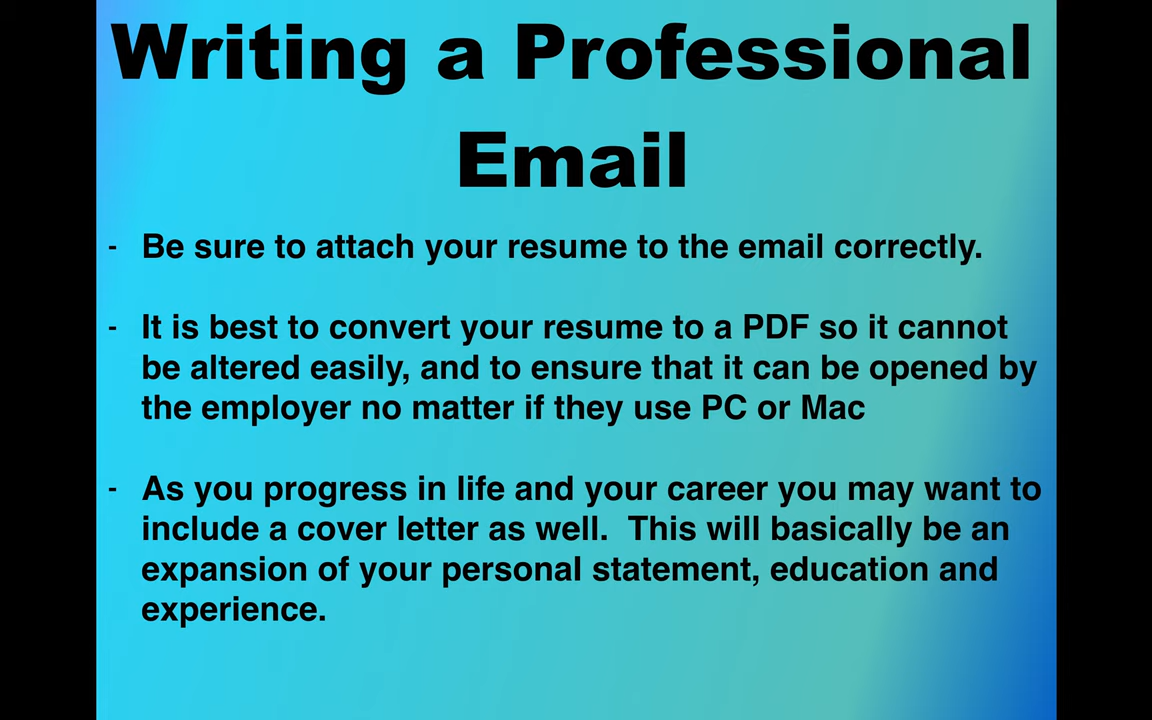 Writing a Professional
Email
- Be sure to attach your resume to the email correctly.
- It is best to convert your resume to a PDF so it cannot
be altered easily, and to ensure that it can be opened by
the employer no matter if they use PC or Mac
- As you progress in life and your career you may want to
include a cover letter as well.  This will basically be an
expansion of your personal statement, education and
experience.